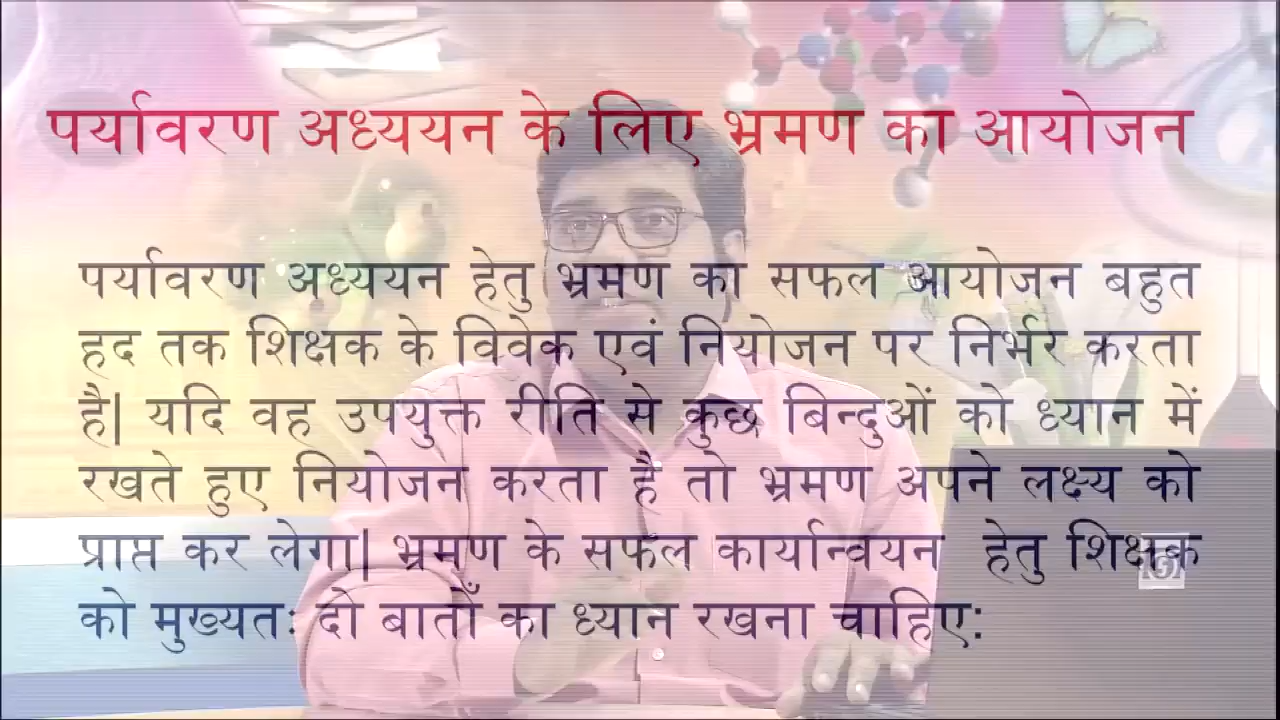 पर्यावरण अध्ययन के लिए भ्रमण का आयोजन
पर्यावरण अध्ययन हेतु भ्रमण का सफल आयोजन बहुत
हद तक शिक्षक के विवेक एवं नियोजन पर निर्भर करता
है| यदि वह उपयुक्त रीति से कुछ बिन्दुओं को ध्यान में
रखते हुए नियोजन करता है तो भ्रमण अपने लक्ष्य को
प्राप्त कर लेगा| भ्रमण के सफल कार्यान्वयन हेतु शिक्षक
को मुख्यतः दो बातों का ध्यान रखना चाहिए: